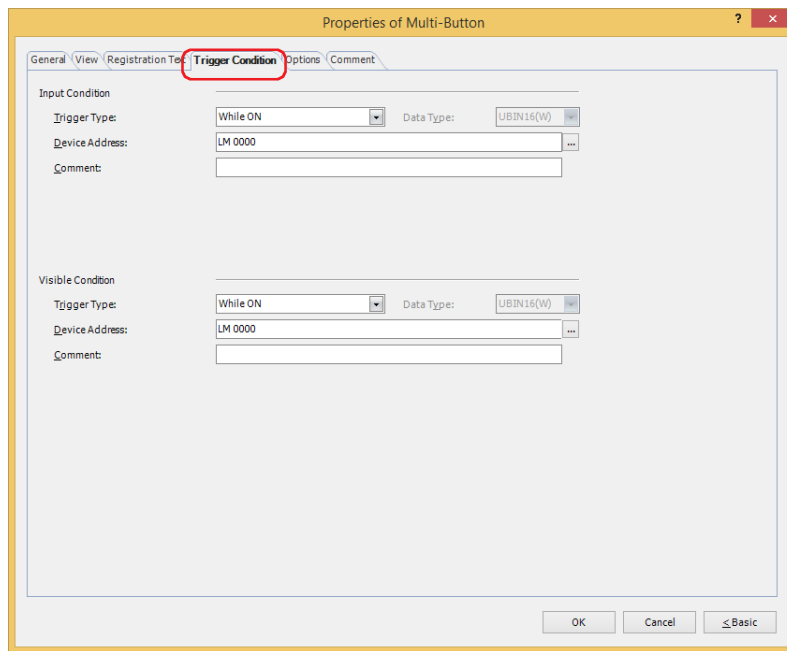 Properties of Multi-Button ? ×
General View Registration Tex Trigger Condition Options Comment
Input Condition
Trigger Type: While ON Data Type: UBIN16(W)
Device Address: LM 0000 ...
Comment:
Visible Condition
Trigger Type: While ON Data Type: UBIN16(W)
Device Address: LM 0000 ...
Comment:
OK Cancel < Basic